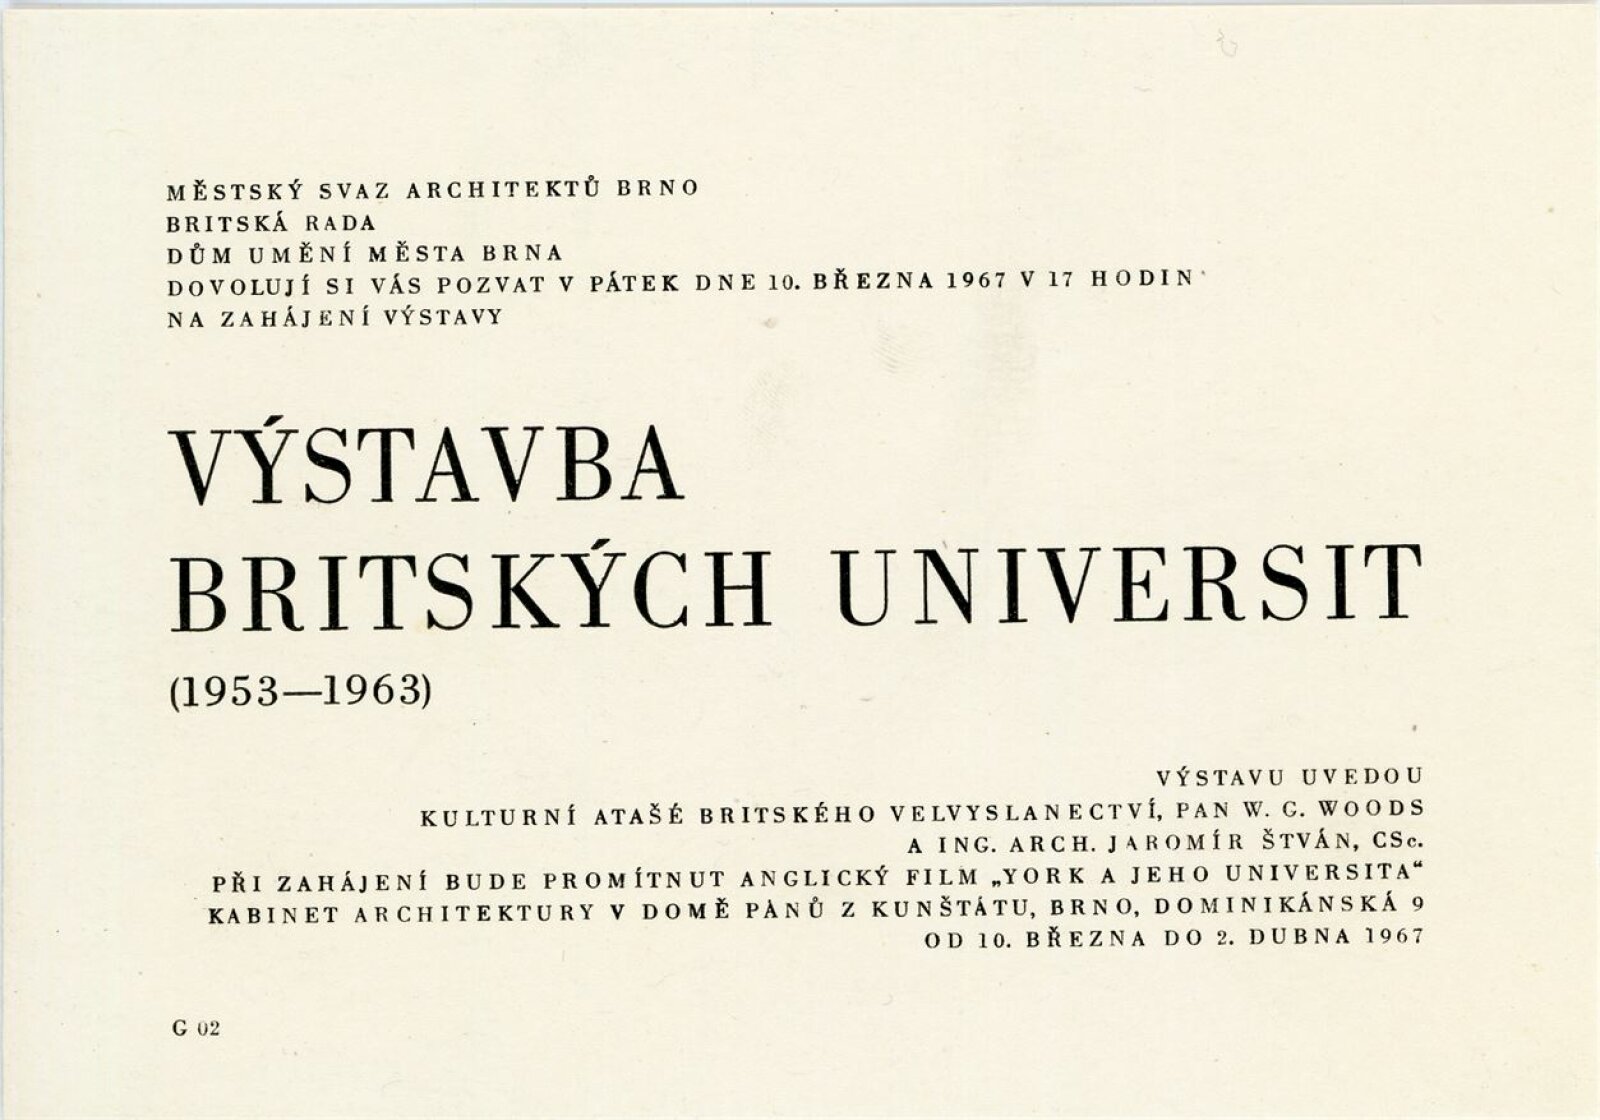 MĚSTSKÝ SVAZ ARCHITEKTŮ BRNO
BRITSKÁ RADA
DŮM UMĚNÍ MĚSTA BRNA
DOVOLUJÍ SI VÁS POZVAT V PÁTEK DNE 10. BŘEZNA 1967 V 17 HODIN
NA ZAHÁJENÍ VÝSTAVY
VÝSTAVBA
BRITSKÝCH UNIVERSIT
(1953—1963)
VÝSTAVU UVEDOU
KULTURNÍ ATAŠÉ BRITSKÉHO VELVYSLANECTVÍ, PAN W. G. WOODS
A ING. ARCH. JAROMÍR ŠTVÁN, CSc.
PŘI ZAHÁJENÍ BUDE PROMÍTNUT ANGLICKÝ FILM „YORK A JEHO UNIVERSITA“
KABINET ARCHITEKTURY V DOMĚ PÁNŮ Z KUNŠTÁTU, BRNO, DOMINIKÁNSKÁ 9
OD 10. BŘEZNA DO 2. DUBNA 1967
G 02